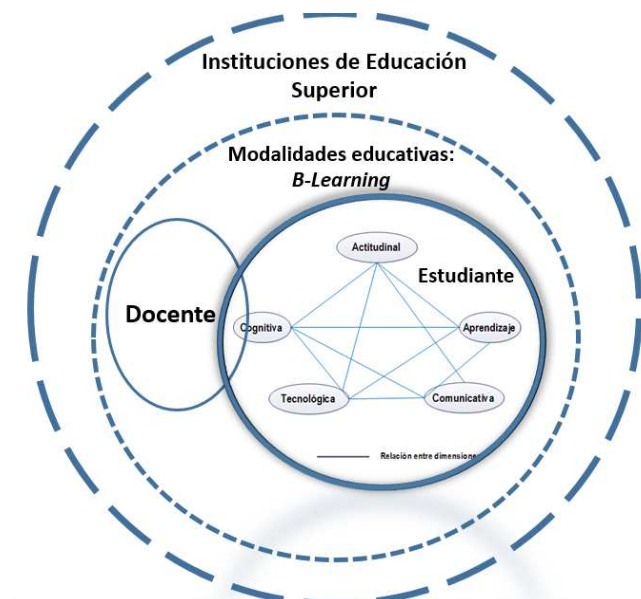 Instituciones de Educación
Superior
Modalidades educativas:
B-Learning
Actitudinal
Estudiante
Docente
Cognitiva
Aprendizaje
Tecnológica
Comunicativa
Relación entre dimensiones